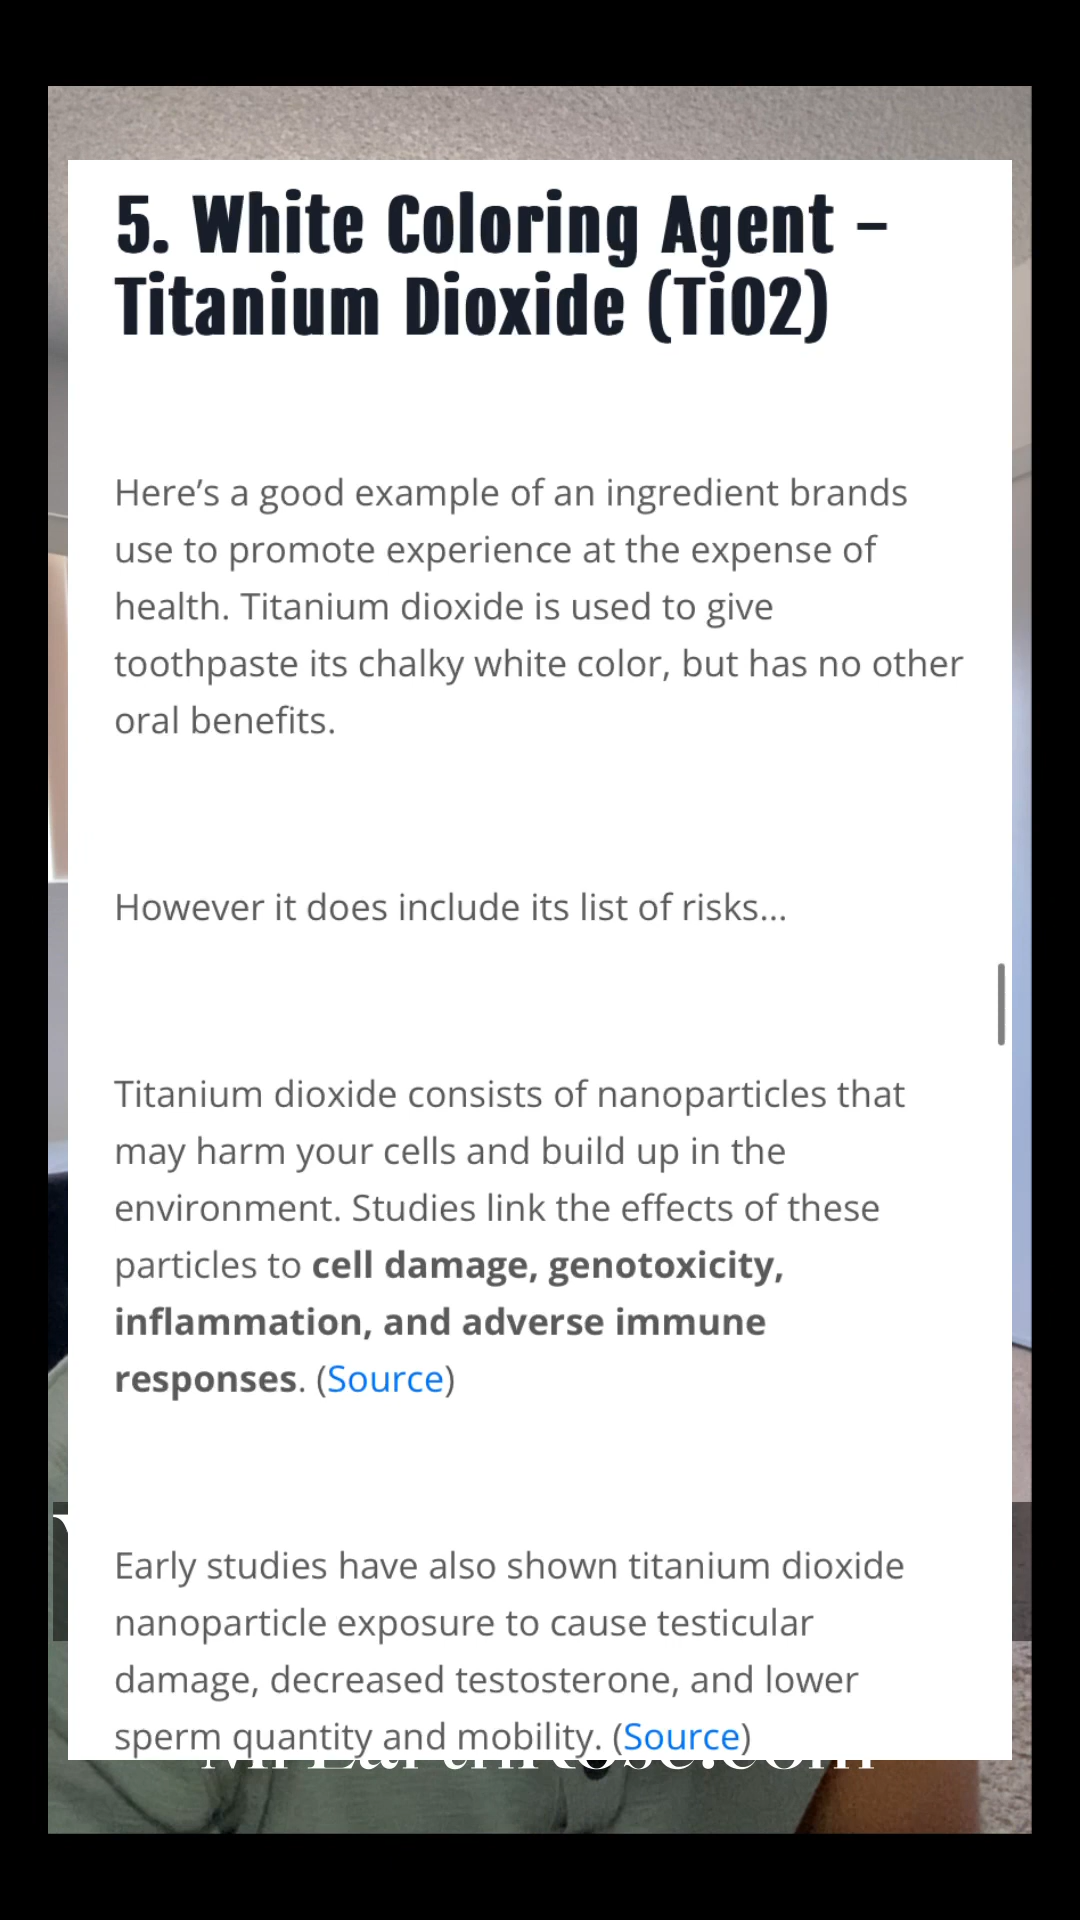 5. White Coloring Agent –
Titanium Dioxide (TiO2)
Here’s a good example of an ingredient brands
use to promote experience at the expense of
health. Titanium dioxide is used to give
toothpaste its chalky white color, but has no other
oral benefits.
However it does include its list of risks...
Titanium dioxide consists of nanoparticles that
may harm your cells and build up in the
environment. Studies link the effects of these
particles to cell damage, genotoxicity,
inflammation, and adverse immune
responses. (Source)
Early studies have also shown titanium dioxide
nanoparticle exposure to cause testicular
damage, decreased testosterone, and lower
sperm quantity and mobility. (Source)
MrEarthRose.com